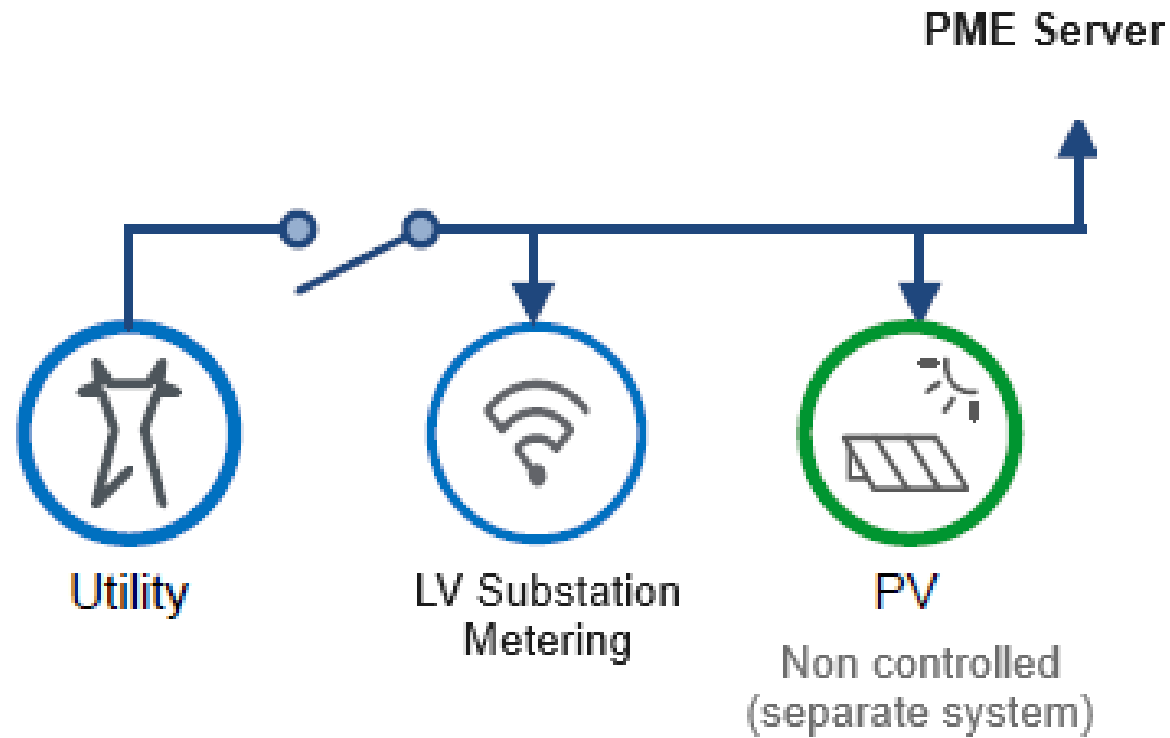 PME Server
Utility
LV Substation
Metering
PV
Non controlled
(separate system)